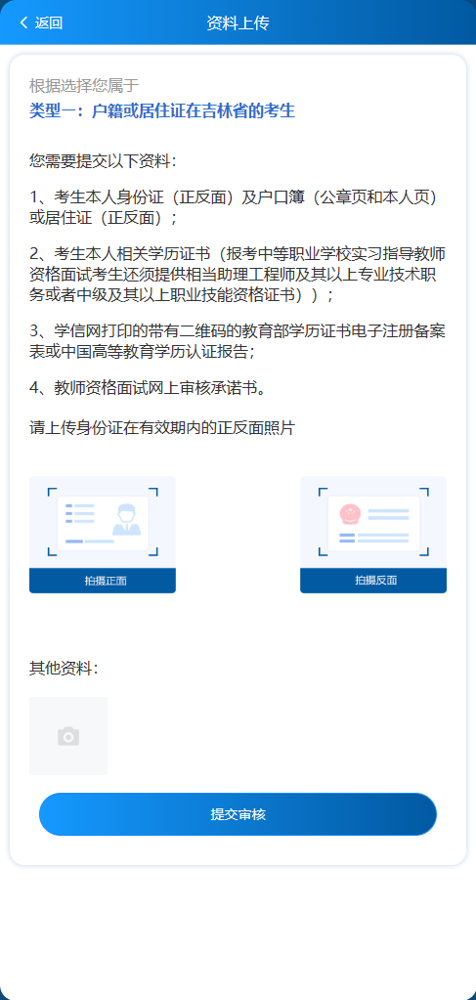 返回
资料上传
根据选择您属于
类型一：户籍或居住证在吉林省的考生
您需要提交以下资料：
1、考生本人身份证（正反面）及户口簿（公章页和本人页）
或居住证（正反面）；
2、考生本人相关学历证书（报考中等职业学校实习指导教师
资格面试考生还须提供相当助理工程师及其以上专业技术职
务或者中级及其以上职业技能资格证书））；
3、学信网打印的带有二维码的教育部学历证书电子注册备案
表或中国高等教育学历认证报告；
4、教师资格面试网上审核承诺书。
请上传身份证在有效期内的正反面照片
拍摄正面
拍摄反面
其他资料：
提交审核